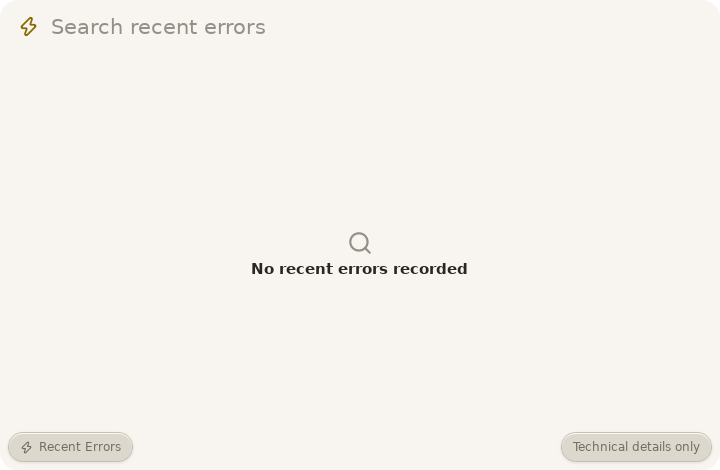 Search recent errors
No recent errors recorded
Recent Errors
Technical details only